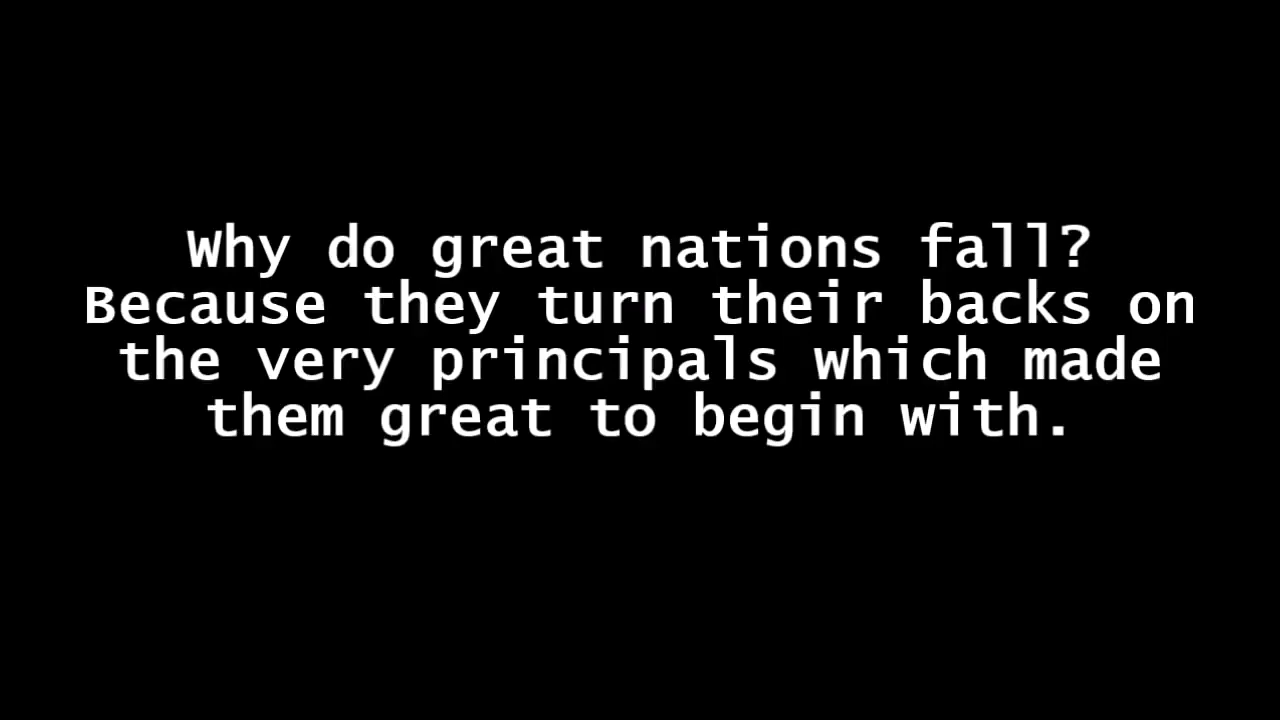 Why do great nations fall?
Because they turn their backs on
the very principals which made
them great to begin with.